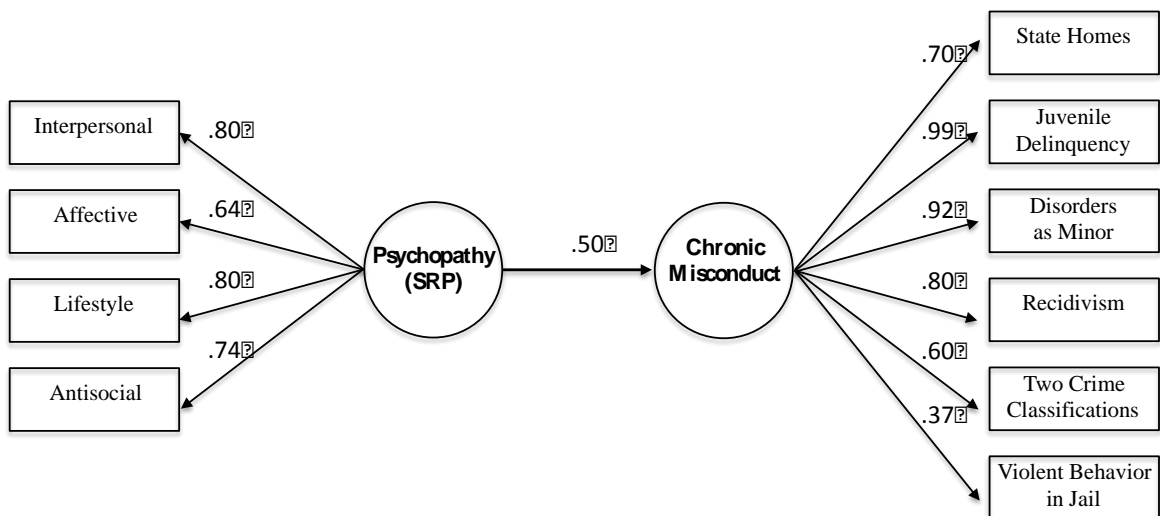 State Homes
.70
Juvenile
Delinquency
.99
Interpersonal
.80
Affective
.64
Disorders
as Minor
.92
Psychopathy
(SRP)
.50
Chronic
Misconduct
Lifestyle
.80
Recidivism
.80
Antisocial
.74
Two Crime
Classifications
.60
Violent Behavior
in Jail
.37